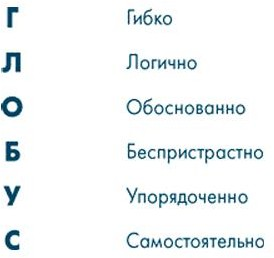 Г Гибко
Л Логично
О Обоснованно
Б Беспристрастно
У Упорядоченно
С Самостоятельно